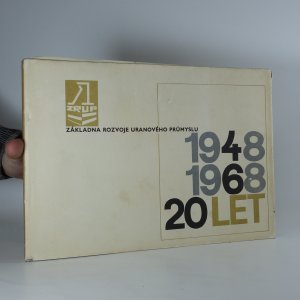 ZRUP
ZÁKLADNA ROZVOJE URANOVÉHO PRŮMYSLU
1948
1968
20 LET